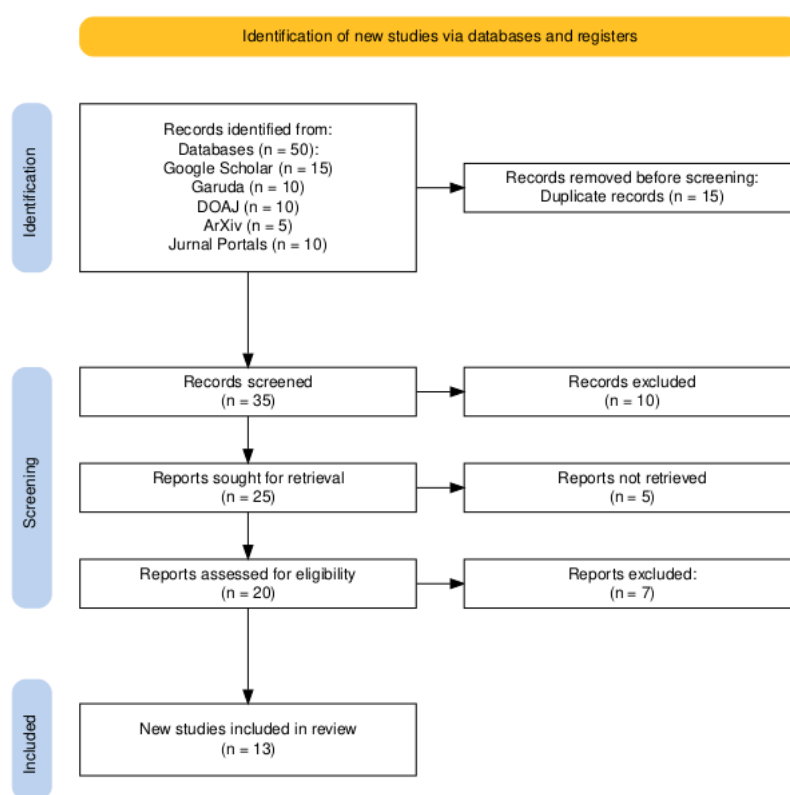 Identification of new studies via databases and registers
Identification
Records identified from:
Databases (n = 50):
Google Scholar (n = 15)
Garuda (n = 10)
DOAJ (n = 10)
ArXiv (n = 5)
Jurnal Portals (n = 10)
Records removed before screening:
Duplicate records (n = 15)
Screening
Records screened
(n = 35)
Records excluded
(n = 10)
Reports sought for retrieval
(n = 25)
Reports not retrieved
(n = 5)
Reports assessed for eligibility
(n = 20)
Reports excluded:
(n = 7)
Included
New studies included in review
(n = 13)